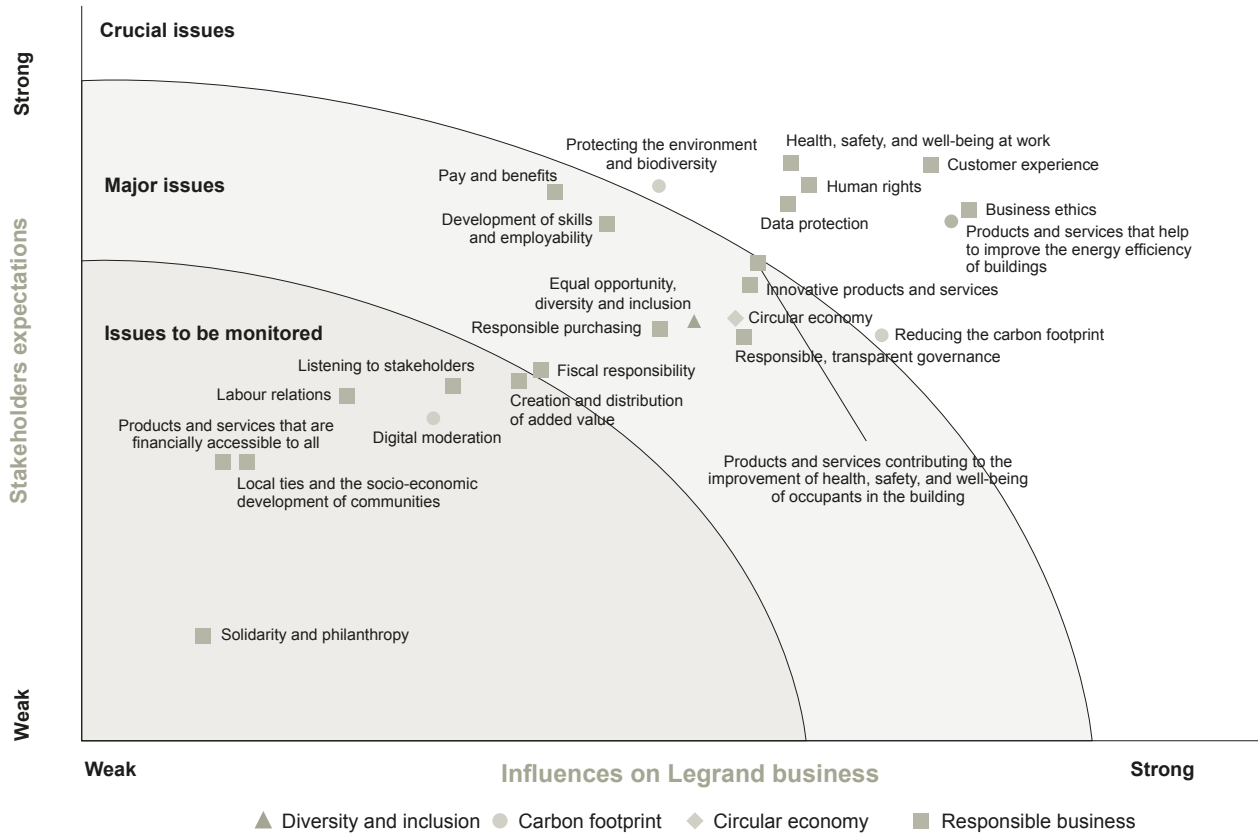 Crucial issues
Strong
Major issues
Stakeholders expectations
Issues to be monitored
Weak
Protecting the environment
and biodiversity
Health, safety, and well-being at work
Customer experience
Pay and benefits
Human rights
Development of skills
and employability
Data protection
Business ethics
Products and services that help
to improve the energy efficiency
of buildings
Equal opportunity,
diversity and inclusion
Innovative products and services
Responsible purchasing
Circular economy
Reducing the carbon footprint
Responsible, transparent governance
Listening to stakeholders
Fiscal responsibility
Labour relations
Creation and distribution
of added value
Products and services that are
financially accessible to all
Digital moderation
Local ties and the socio-economic
development of communities
Products and services contributing to the
improvement of health, safety, and well-being
of occupants in the building
Solidarity and philanthropy
Weak
Influences on Legrand business
Strong
Diversity and inclusion
Carbon footprint
Circular economy
Responsible business